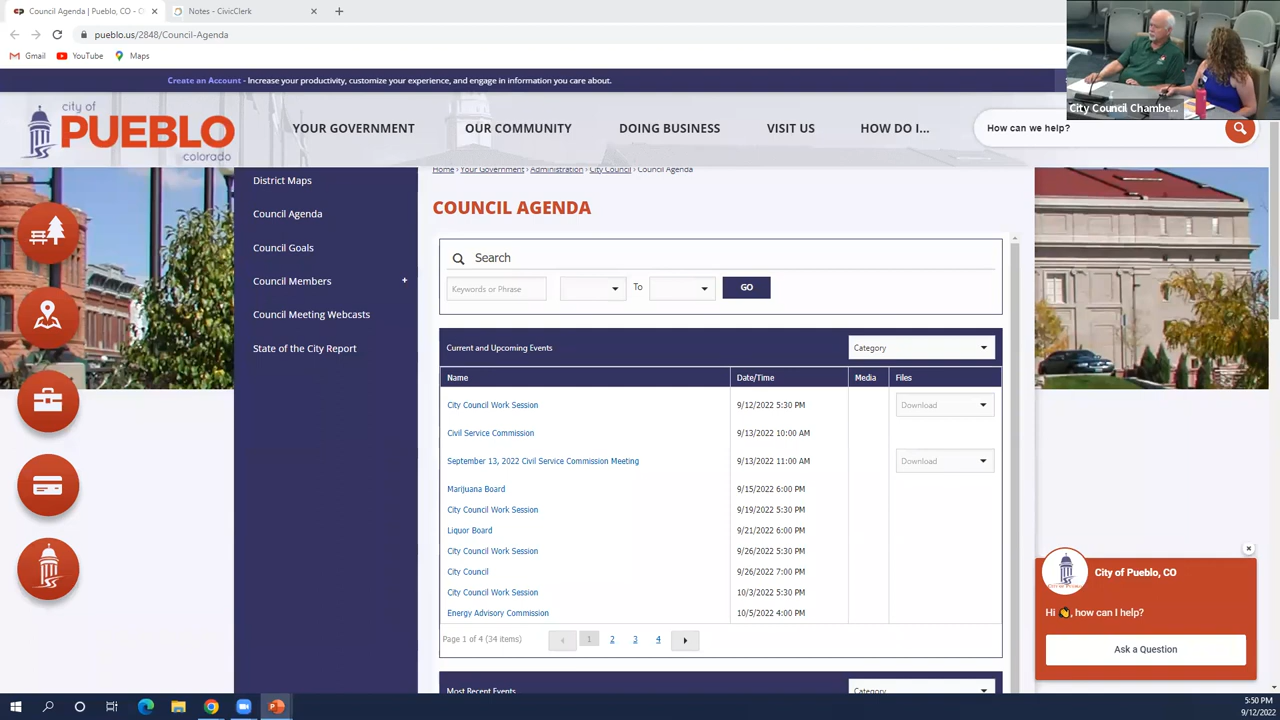 Council Agenda | Pueblo, CO - C
Notes - CivicClerk
pueblo.us/2848/Council-Agenda
Gmail
YouTube
Maps
Create an Account - Increase your productivity, customize your experience, and engage in information you care about.
City Council Chambe...
city of
PUEBLO
colorado
YOUR GOVERNMENT
OUR COMMUNITY
DOING BUSINESS
VISIT US
HOW DO I...
How can we help?
District Maps
Council Agenda
Council Goals
Council Members +
Council Meeting Webcasts
State of the City Report
Home › Your Government › Administration › City Council › Council Agenda
COUNCIL AGENDA
Search
Keywords or Phrase
To
GO
Current and Upcoming Events
Category
Name Date/Time Media Files
City Council Work Session 9/12/2022 5:30 PM Download
Civil Service Commission 9/13/2022 10:00 AM
September 13, 2022 Civil Service Commission Meeting 9/13/2022 11:00 AM Download
Marijuana Board 9/15/2022 6:00 PM
City Council Work Session 9/19/2022 5:30 PM
Liquor Board 9/21/2022 6:00 PM
City Council Work Session 9/26/2022 5:30 PM
City Council 9/26/2022 7:00 PM
City Council Work Session 10/3/2022 5:30 PM
Energy Advisory Commission 10/5/2022 4:00 PM
Page 1 of 4 (34 items) 1 2 3 4
Most Recent Events
Category
City of Pueblo, CO
Hi 👋, how can I help?
Ask a Question
5:50 PM
9/12/2022